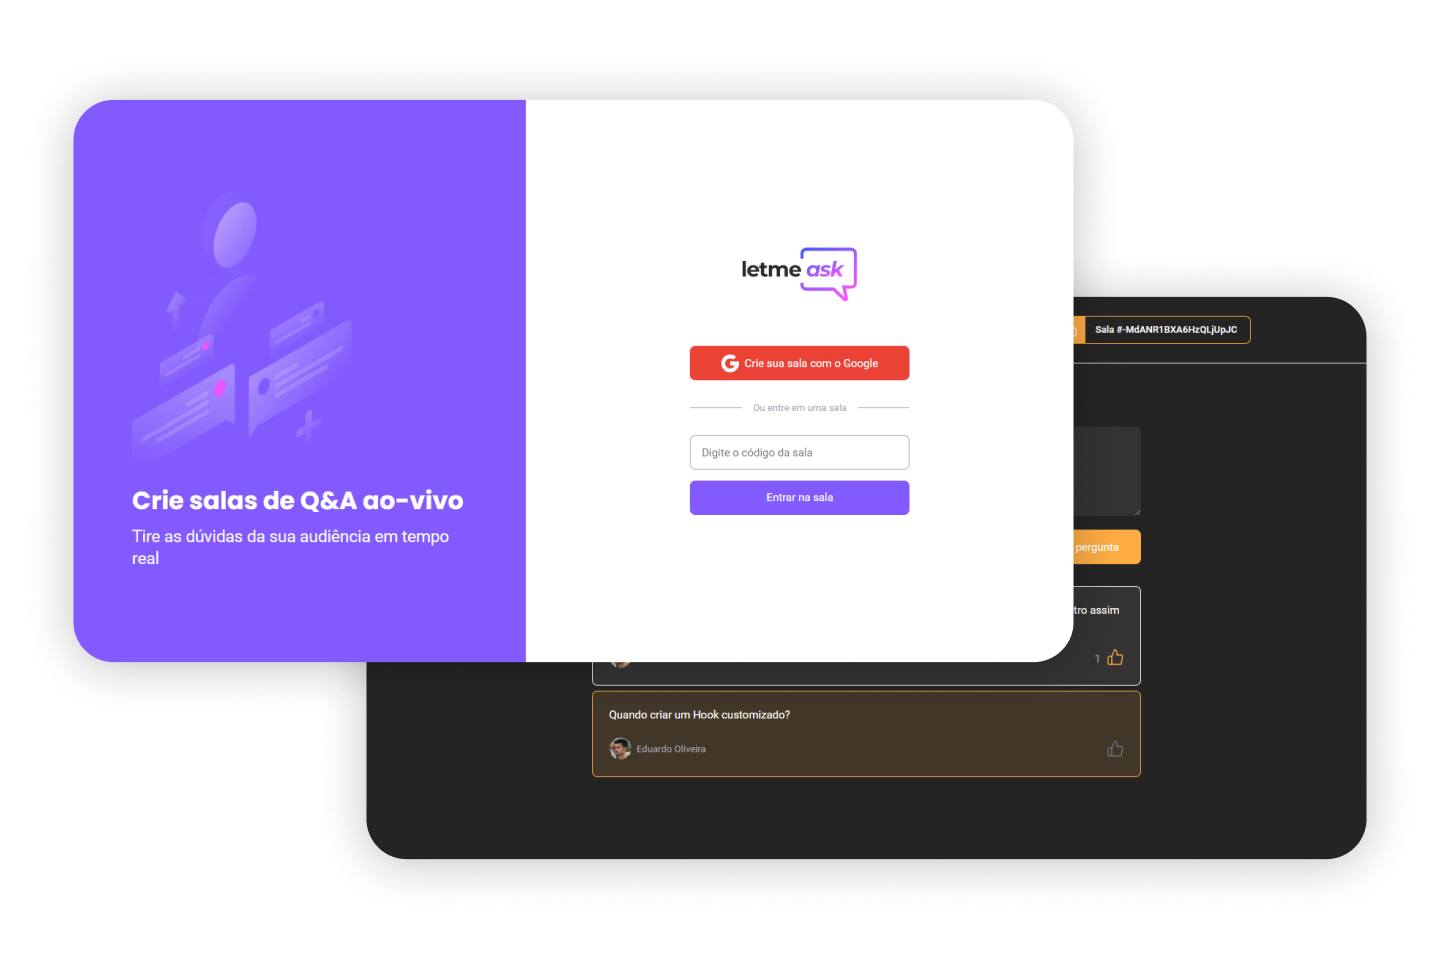 Crie salas de Q&A ao-vivo
Tire as dúvidas da sua audiência em tempo
real
letme ask
Crie sua sala com o Google
Ou entre em uma sala
Digite o código da sala
Entrar na sala
Sala #-MdANR1BXA6HzQLjUpJC
pergunta
tro assim
1
Quando criar um Hook customizado?
Eduardo Oliveira